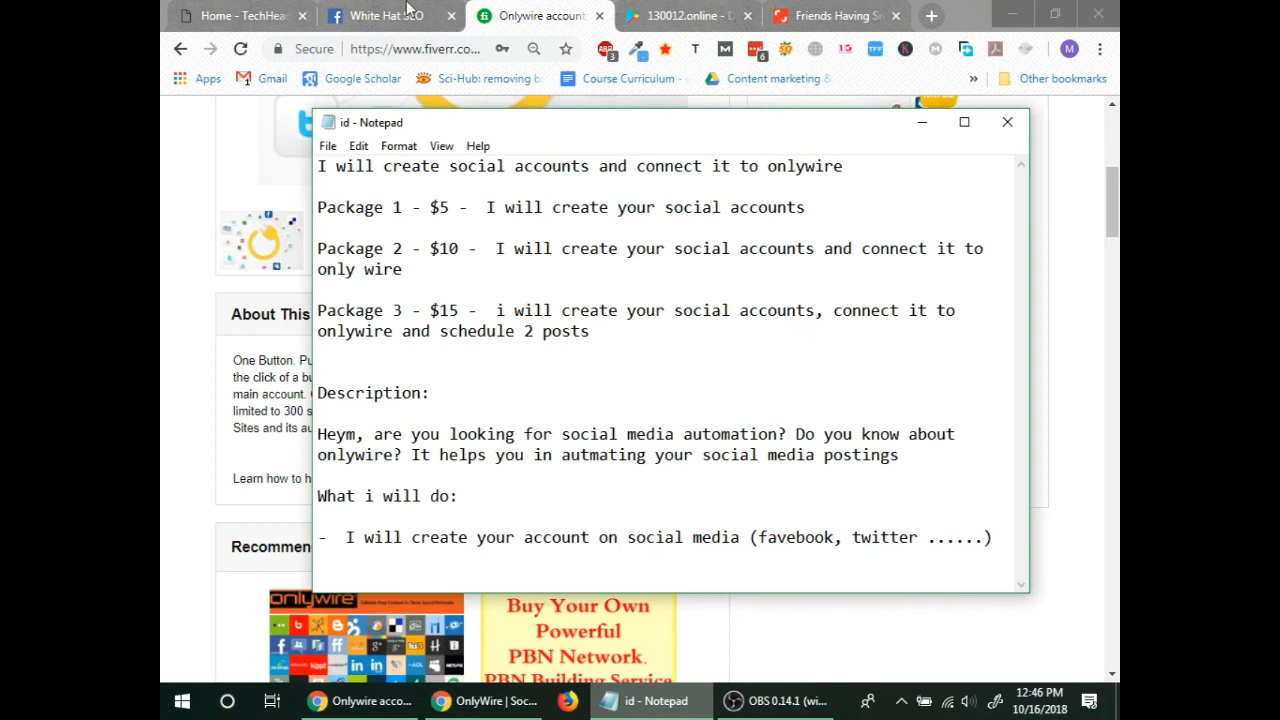 Home - TechHea
White Hat SEO
Onlywire account
130012.online - D
Friends Having S
Secure
https://www.fiverr.co...
Apps
Gmail
Google Scholar
Sci-Hub: removing b
Course Curriculum -
Content marketing &
»
Other bookmarks
id - Notepad
File Edit Format View Help
I will create social accounts and connect it to onlywire
Package 1 - $5 - I will create your social accounts
Package 2 - $10 - I will create your social accounts and connect it to
only wire
Package 3 - $15 - i will create your social accounts, connect it to
onlywire and schedule 2 posts
Description:
Heym, are you looking for social media automation? Do you know about
onlywire? It helps you in autmating your social media postings
What i will do:
- I will create your account on social media (favebook, twitter ......)
About This
One Button. Pu
the click of a bu
main account.
limited to 300 s
Sites and its au
Learn how to h
Recommen
onlywire
Buy Your Own
Powerful
PBN Network.
PBN Building Service
Onlywire acco...
OnlyWire | Soc...
id - Notepad
OBS 0.14.1 (wi...
12:46 PM
10/16/2018